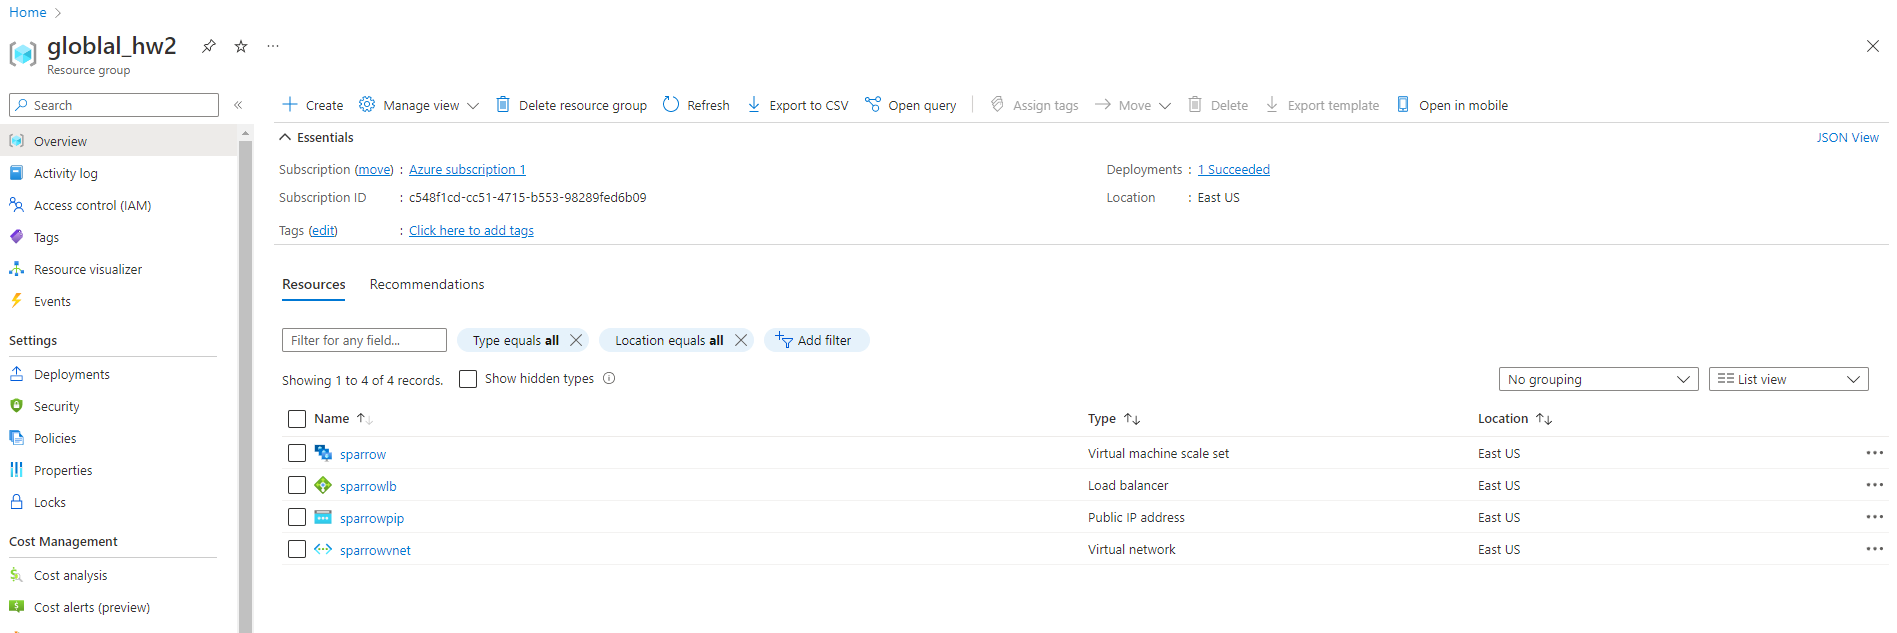 Home
globlal_hw2
Resource group
Search
Create Manage view Delete resource group Refresh Export to CSV Open query Assign tags Move Delete Export template Open in mobile
Overview
Activity log
Access control (IAM)
Tags
Resource visualizer
Events
Settings
Deployments
Security
Policies
Properties
Locks
Cost Management
Cost analysis
Cost alerts (preview)
Essentials JSON View
Subscription (move) : Azure subscription 1 Deployments : 1 Succeeded
Subscription ID : c548f1cd-cc51-4715-b553-98289fed6b09 Location : East US
Tags (edit) : Click here to add tags
Resources Recommendations
Filter for any field... Type equals all Location equals all Add filter
Showing 1 to 4 of 4 records. Show hidden types No grouping List view
Name Type Location
sparrow Virtual machine scale set East US
sparrowlb Load balancer East US
sparrowpip Public IP address East US
sparrowvnet Virtual network East US